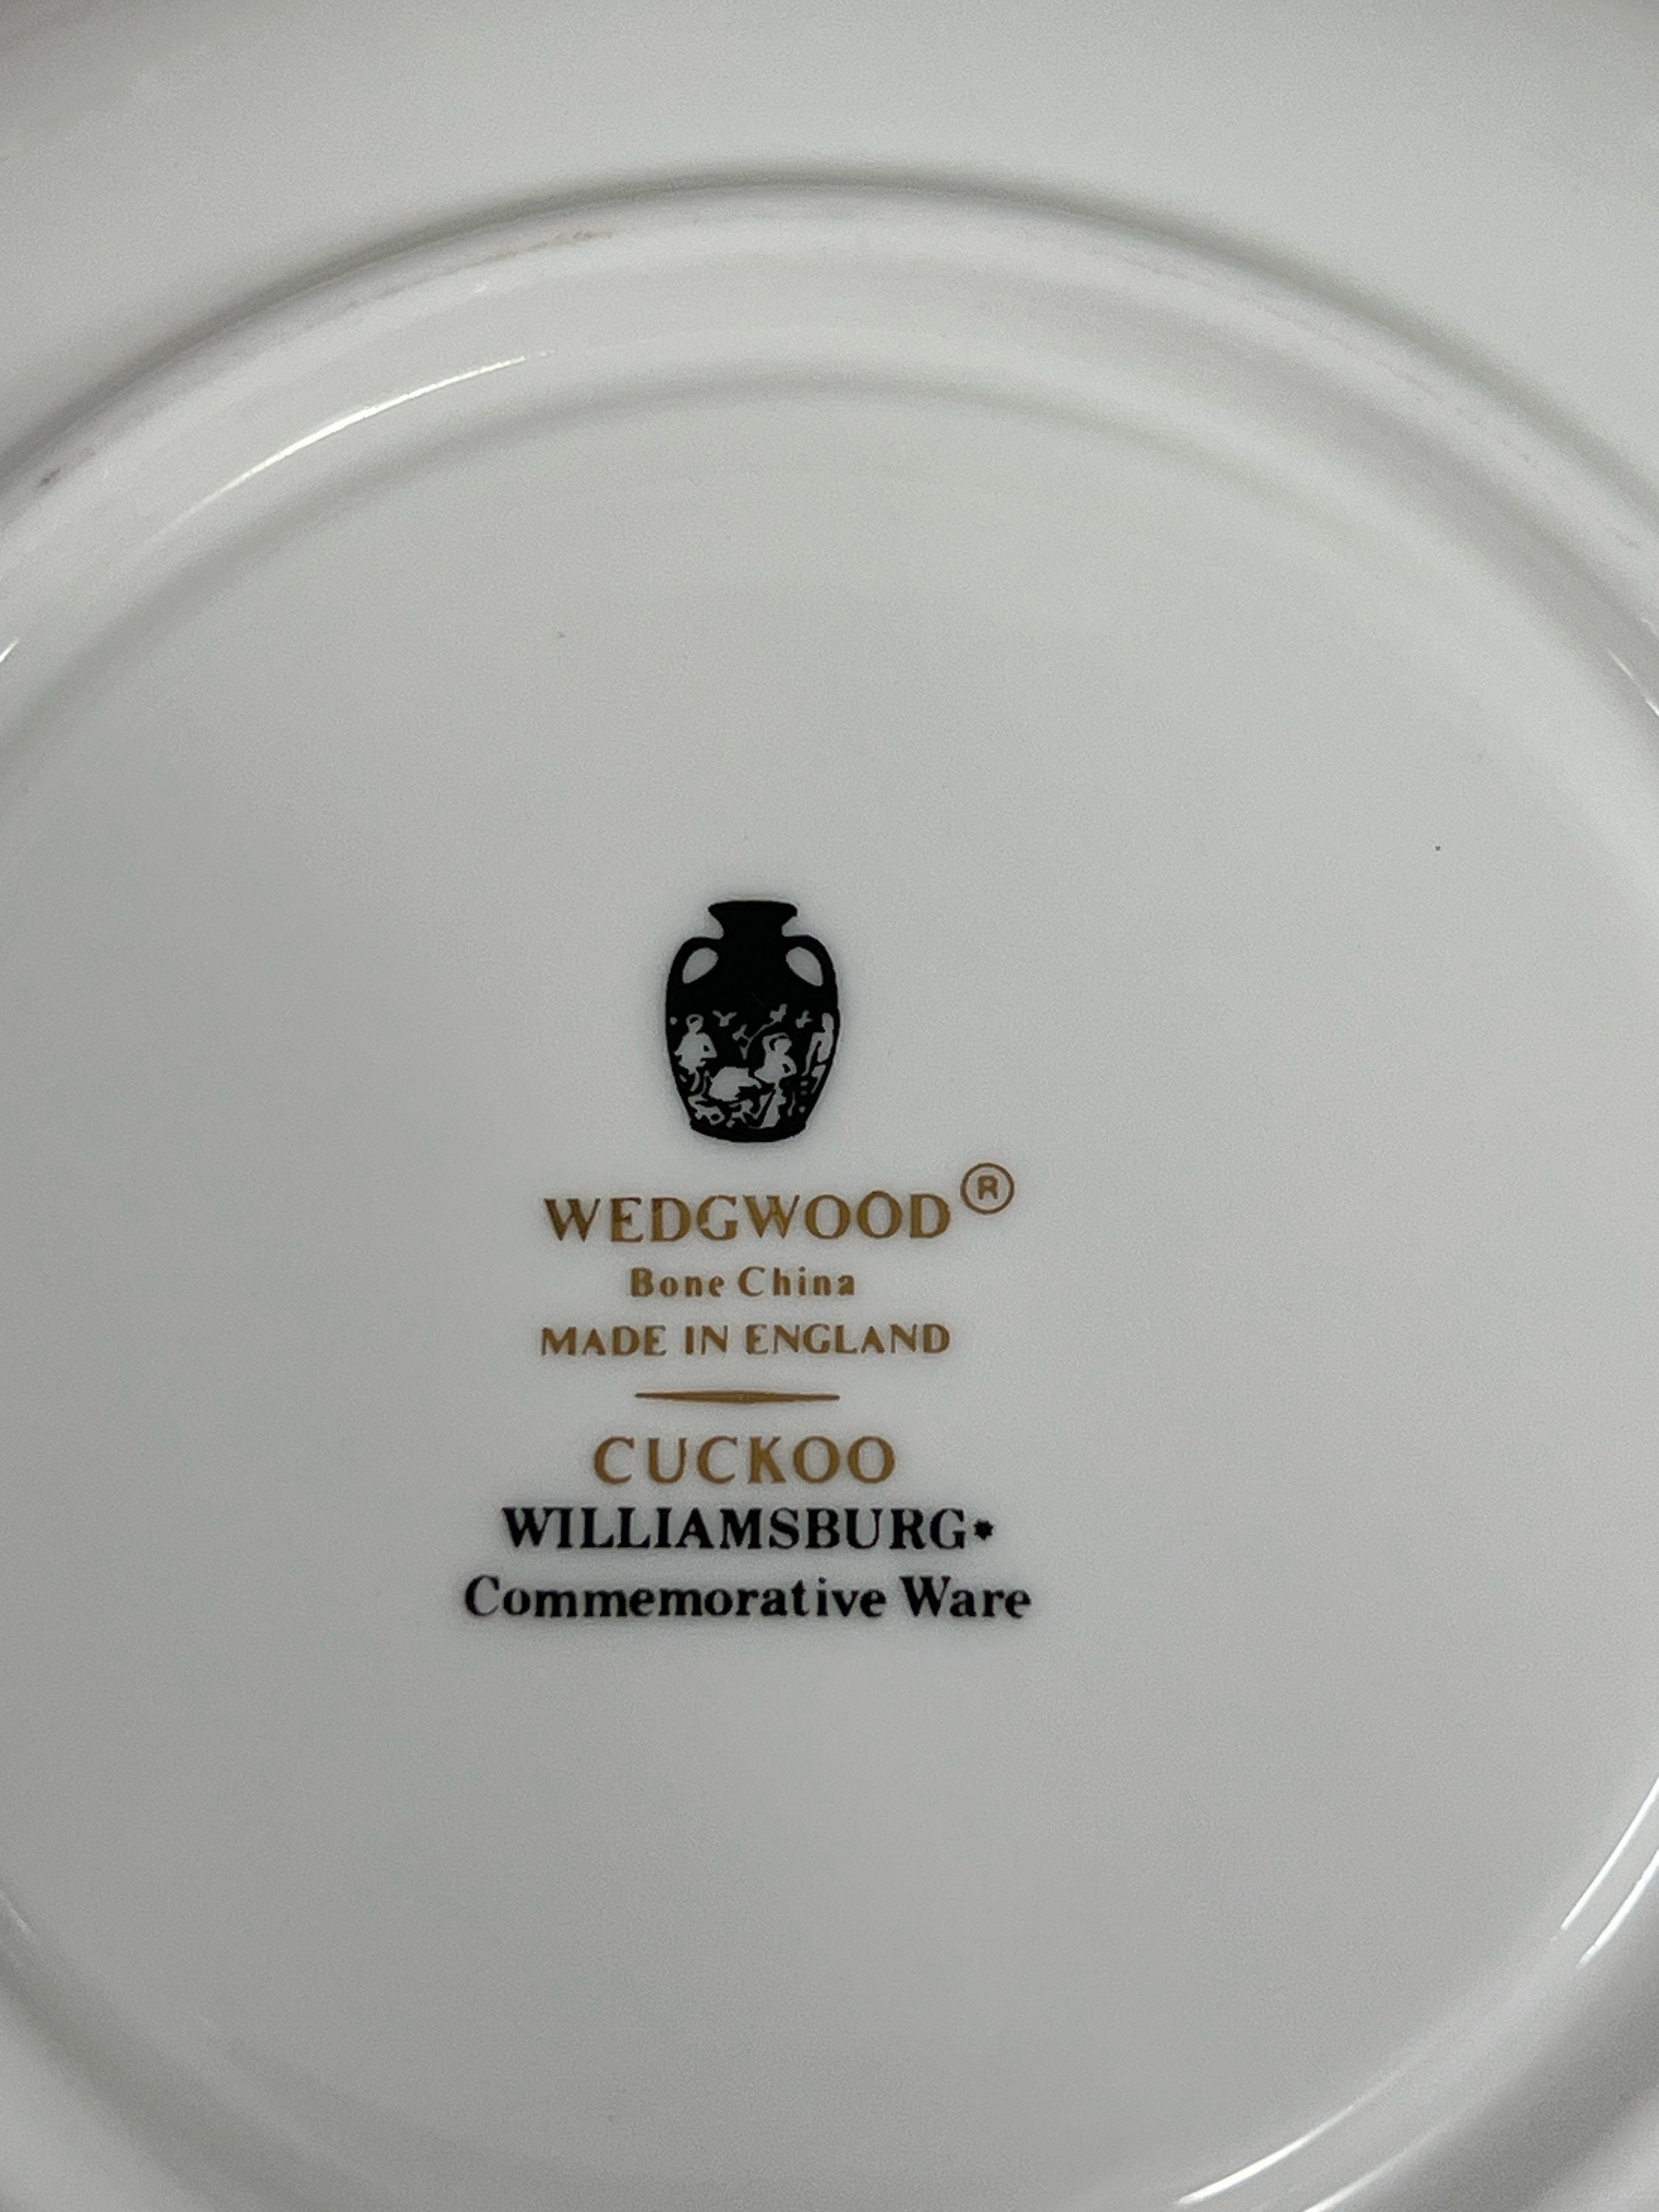 WEDGWOOD®
Bone China
MADE IN ENGLAND
CUCKOO
WILLIAMSBURG*
Commemorative Ware